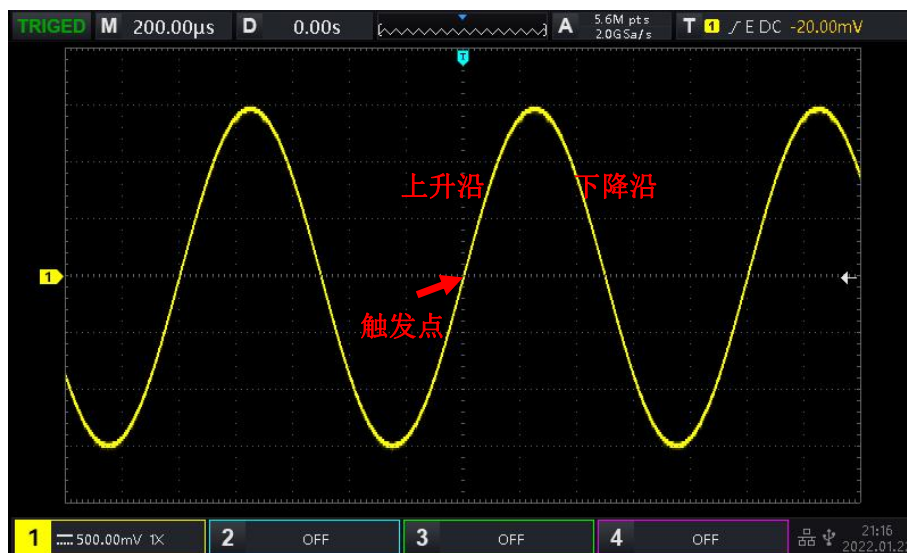 TRIGED M 200.00μs D 0.00s A 5.6M pts 2.0GSa/s T 1 E DC -20.00mV
T
上升沿 下降沿
1
触发点
1 500.00mV 1X 2 OFF 3 OFF 4 OFF 21:16